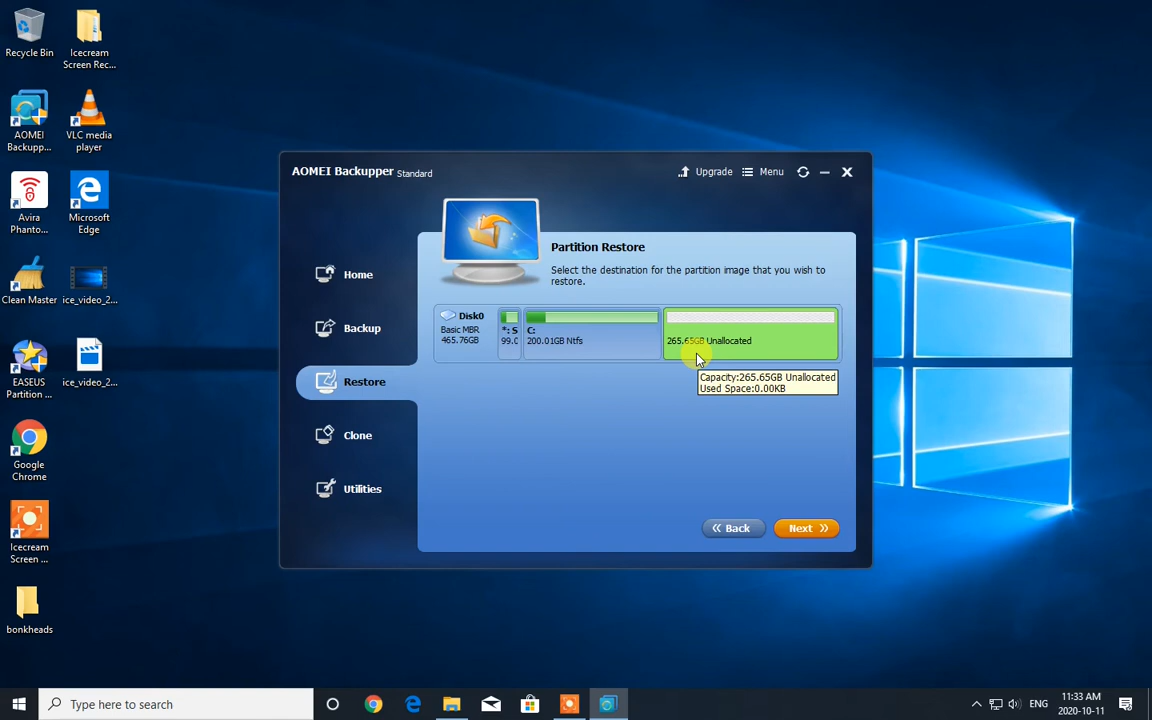 Recycle Bin
Icecream
Screen Rec...
AOMEI
Backupp...
VLC media
player
Avira
Phanto...
Microsoft
Edge
Clean Master
ice_video_2...
EASEUS
Partition ...
ice_video_2...
Google
Chrome
Icecream
Screen ...
bonkheads
AOMEI Backupper Standard
Upgrade
Menu
Home
Backup
Restore
Clone
Utilities
Partition Restore
Select the destination for the partition image that you wish to
restore.
Disk0
Basic MBR
465.76GB
*: S
99.0
C:
200.01GB Ntfs
265.65GB Unallocated
Capacity:265.65GB Unallocated
Used Space:0.00KB
Back
Next
Type here to search
ENG
11:33 AM
2020-10-11